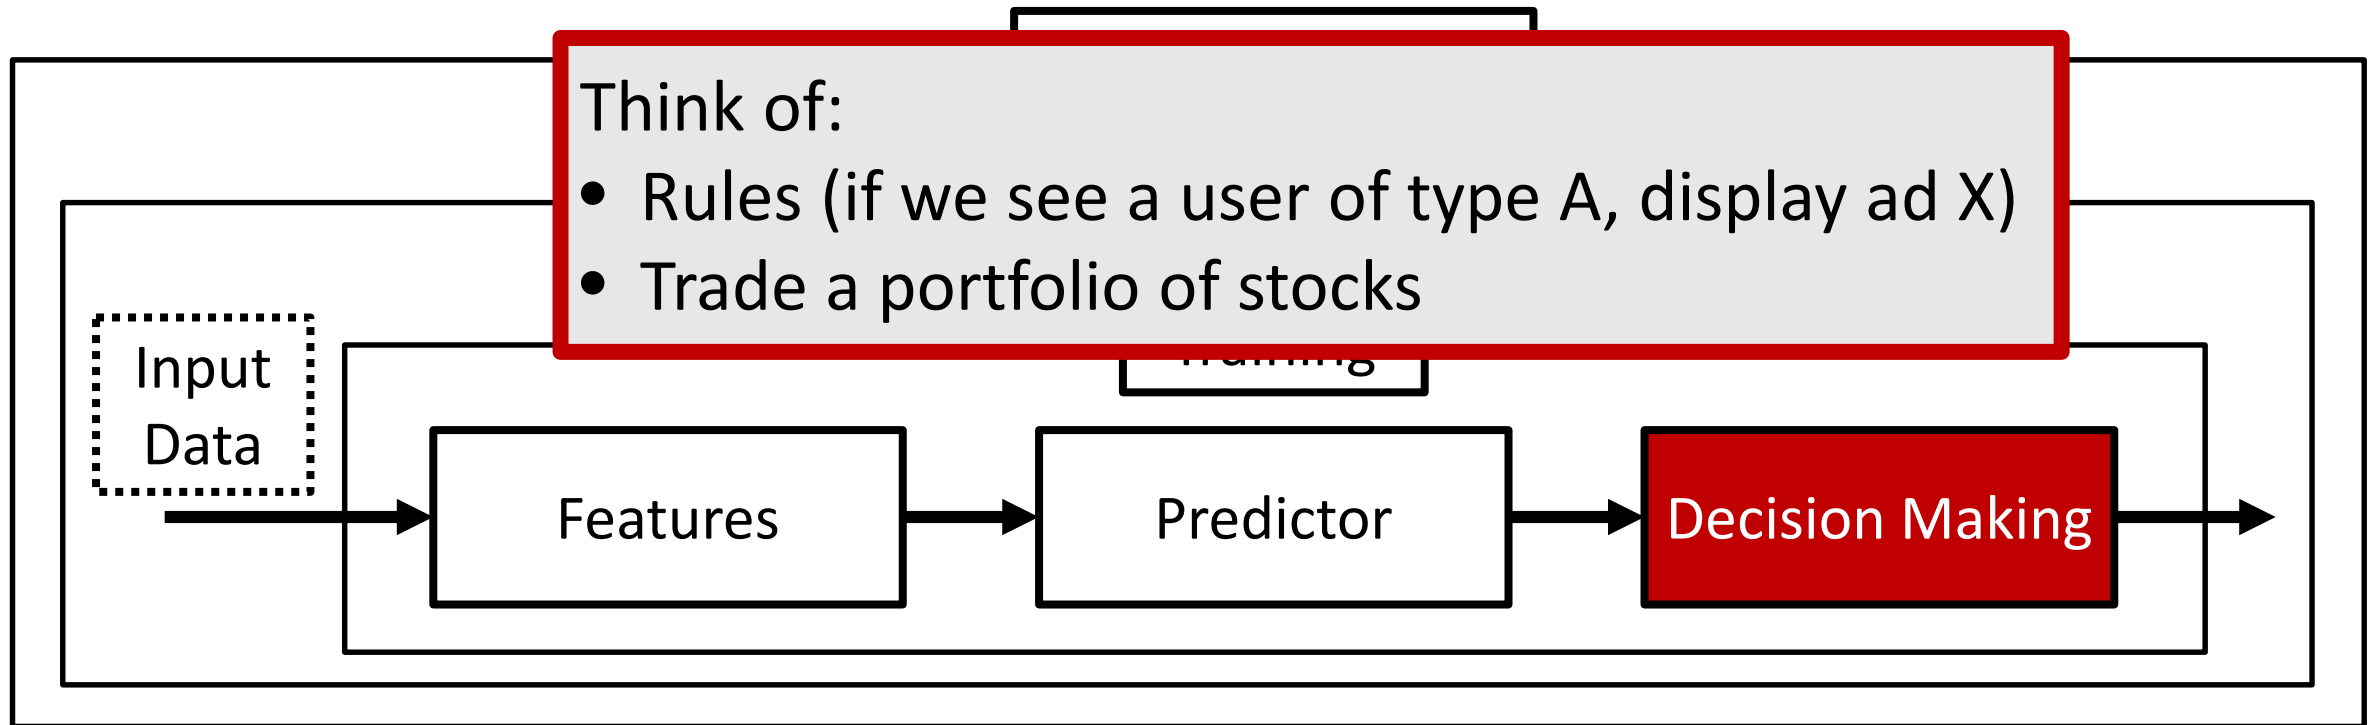 Think of:
• Rules (if we see a user of type A, display ad X)
• Trade a portfolio of stocks
Training
Input
Data
Features
Predictor
Decision Making